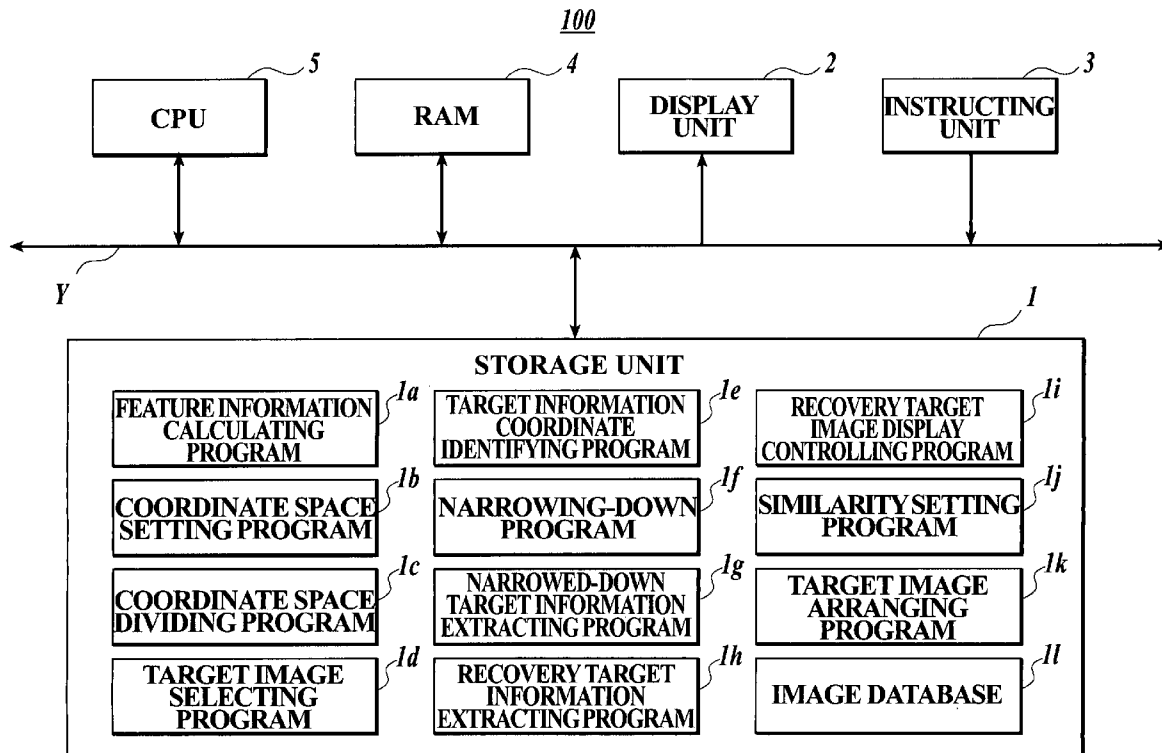 100
5
4
2
3
CPU
RAM
DISPLAY
UNIT
INSTRUCTING
UNIT
Y
1
STORAGE UNIT
1a
FEATURE INFORMATION
CALCULATING
PROGRAM
1e
TARGET INFORMATION
COORDINATE
IDENTIFYING PROGRAM
1i
RECOVERY TARGET
IMAGE DISPLAY
CONTROLLING PROGRAM
1b
COORDINATE SPACE
SETTING PROGRAM
1f
NARROWING-DOWN
PROGRAM
1j
SIMILARITY SETTING
PROGRAM
1c
COORDINATE SPACE
DIVIDING PROGRAM
1g
NARROWED-DOWN
TARGET INFORMATION
EXTRACTING PROGRAM
1k
TARGET IMAGE
ARRANGING
PROGRAM
1d
TARGET IMAGE
SELECTING
PROGRAM
1h
RECOVERY TARGET
INFORMATION
EXTRACTING PROGRAM
1l
IMAGE DATABASE